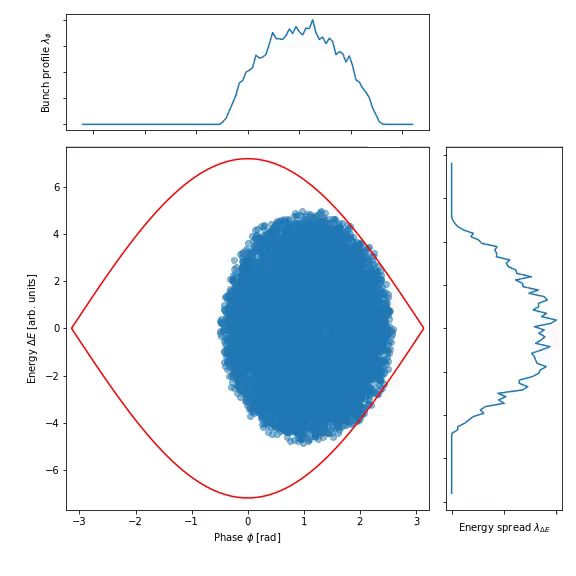 Bunch profile λϕ
6
4
2
0
−2
−4
−6
Energy ΔE [arb. units]
−3 −2 −1 0 1 2 3
Phase ϕ [rad]
Energy spread λΔE